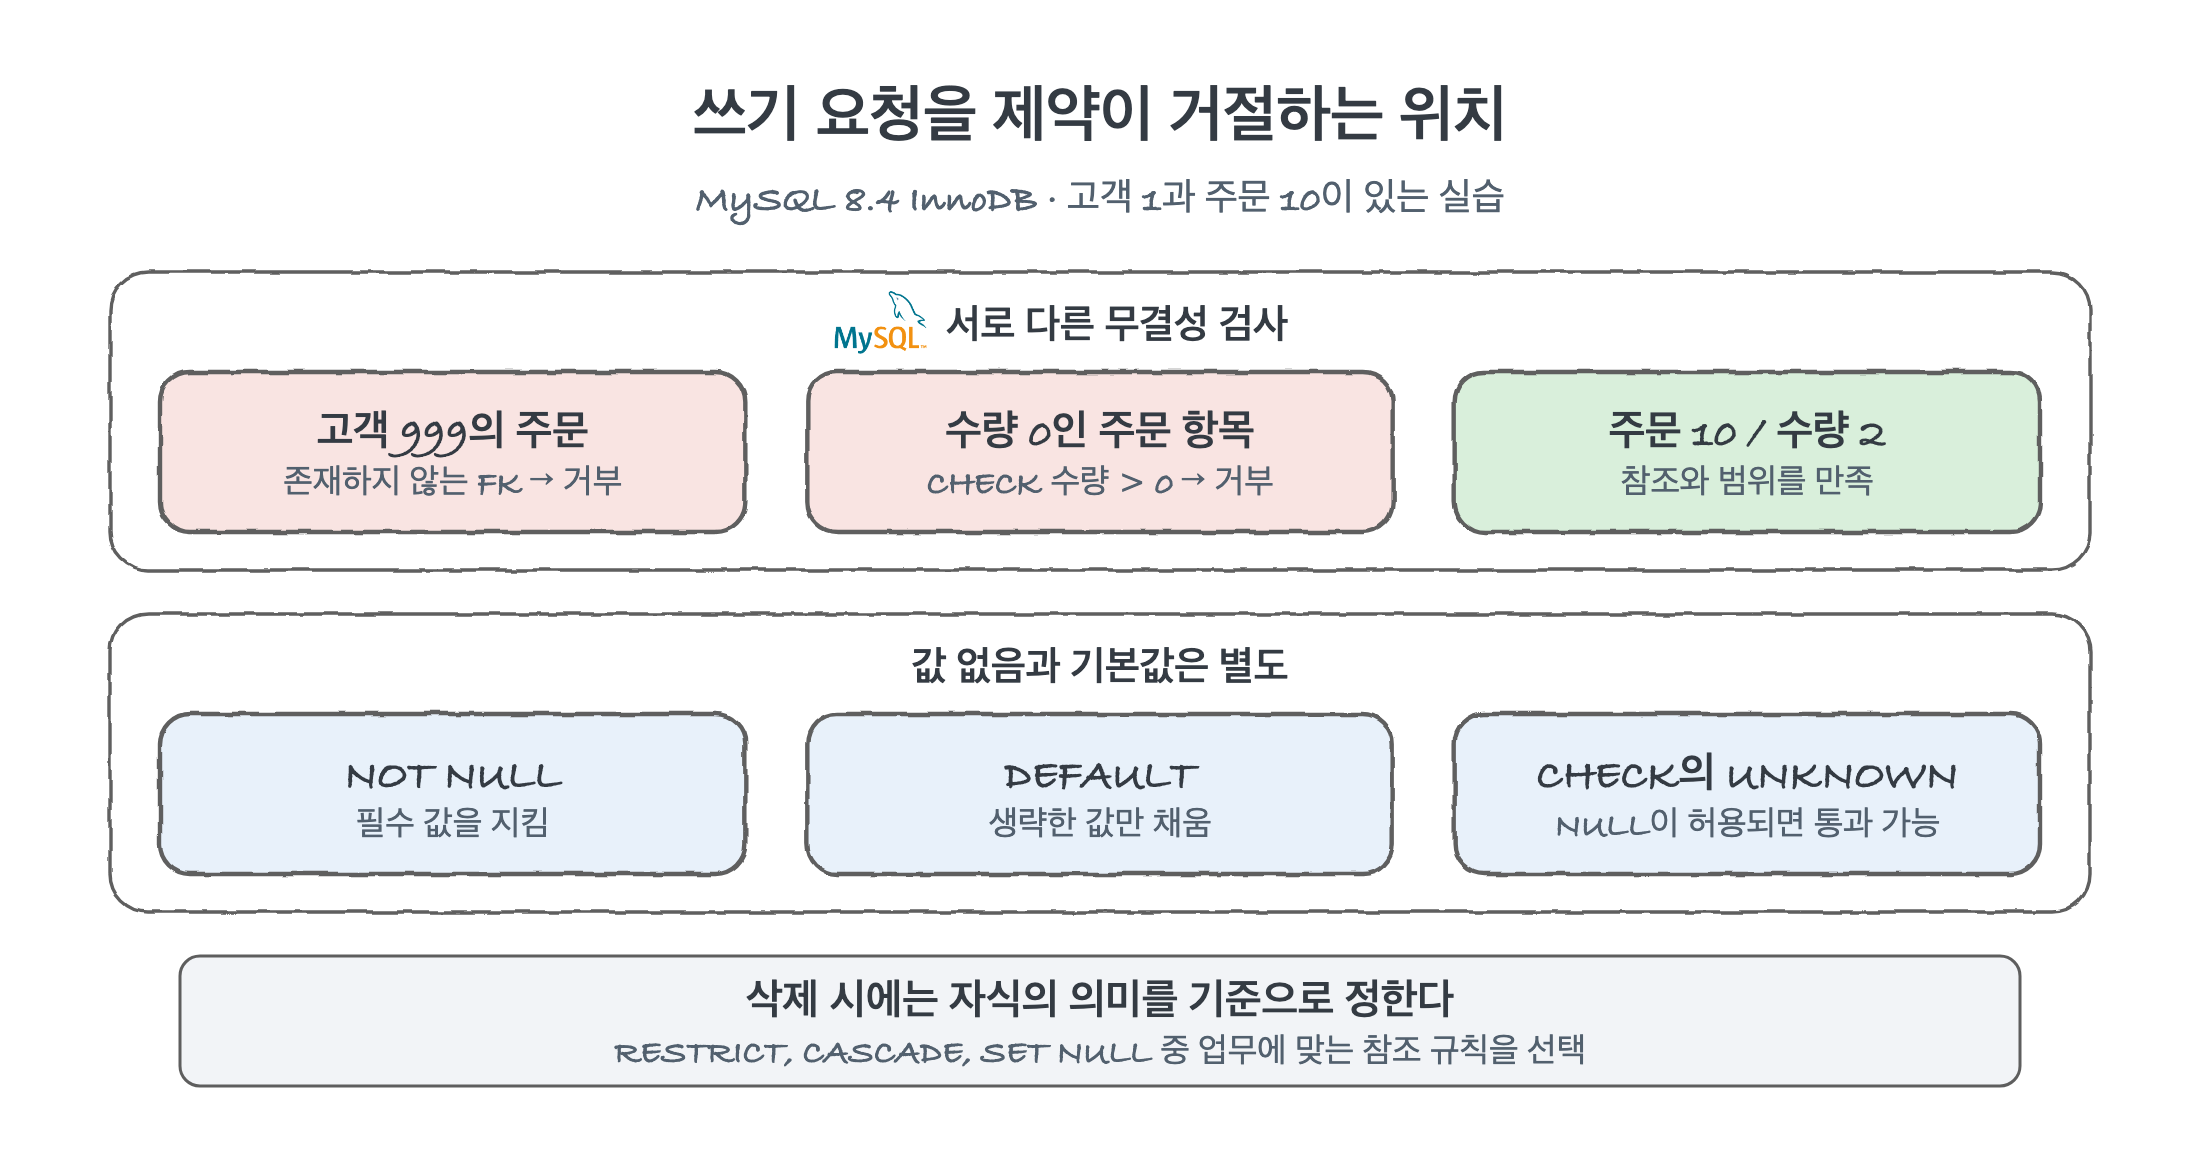 쓰기 요청을 제약이 거절하는 위치
MySQL 8.4 InnoDB · 고객 1과 주문 10이 있는 실습
MySQL™ 서로 다른 무결성 검사
고객 999의 주문
존재하지 않는 FK → 거부
수량 0인 주문 항목
CHECK 수량 > 0 → 거부
주문 10 / 수량 2
참조와 범위를 만족
값 없음과 기본값은 별도
NOT NULL
필수 값을 지킴
DEFAULT
생략한 값만 채움
CHECK의 UNKNOWN
NULL이 허용되면 통과 가능
삭제 시에는 자식의 의미를 기준으로 정한다
RESTRICT, CASCADE, SET NULL 중 업무에 맞는 참조 규칙을 선택